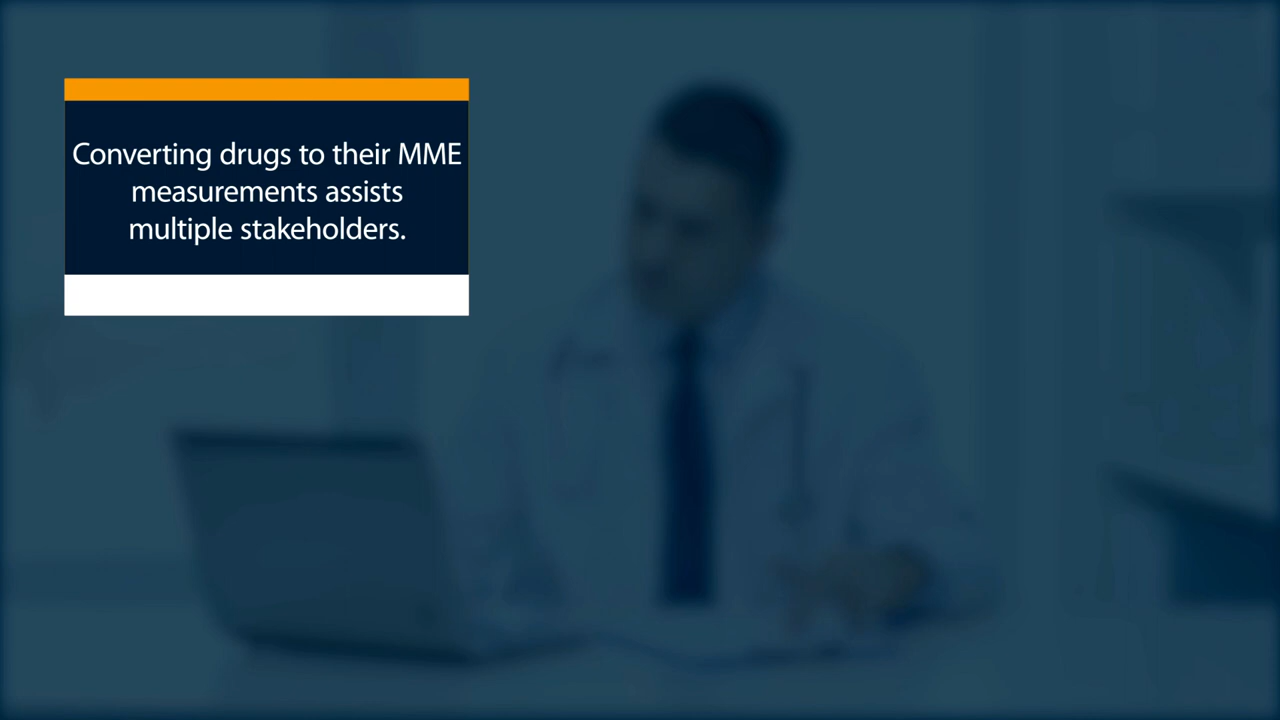 Converting drugs to their MME
measurements assists
multiple stakeholders.